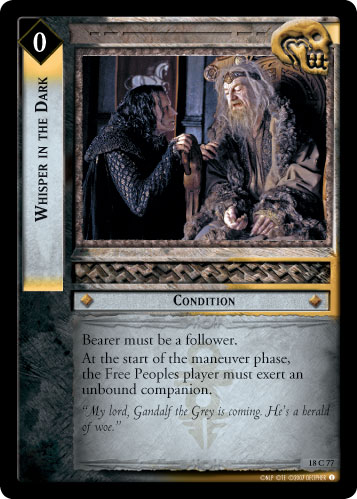 0
WHISPER IN THE DARK
CONDITION
Bearer must be a follower.
At the start of the maneuver phase,
the Free Peoples player must exert an
unbound companion.
"My lord, Gandalf the Grey is coming. He's a herald
of woe."
18 C 77